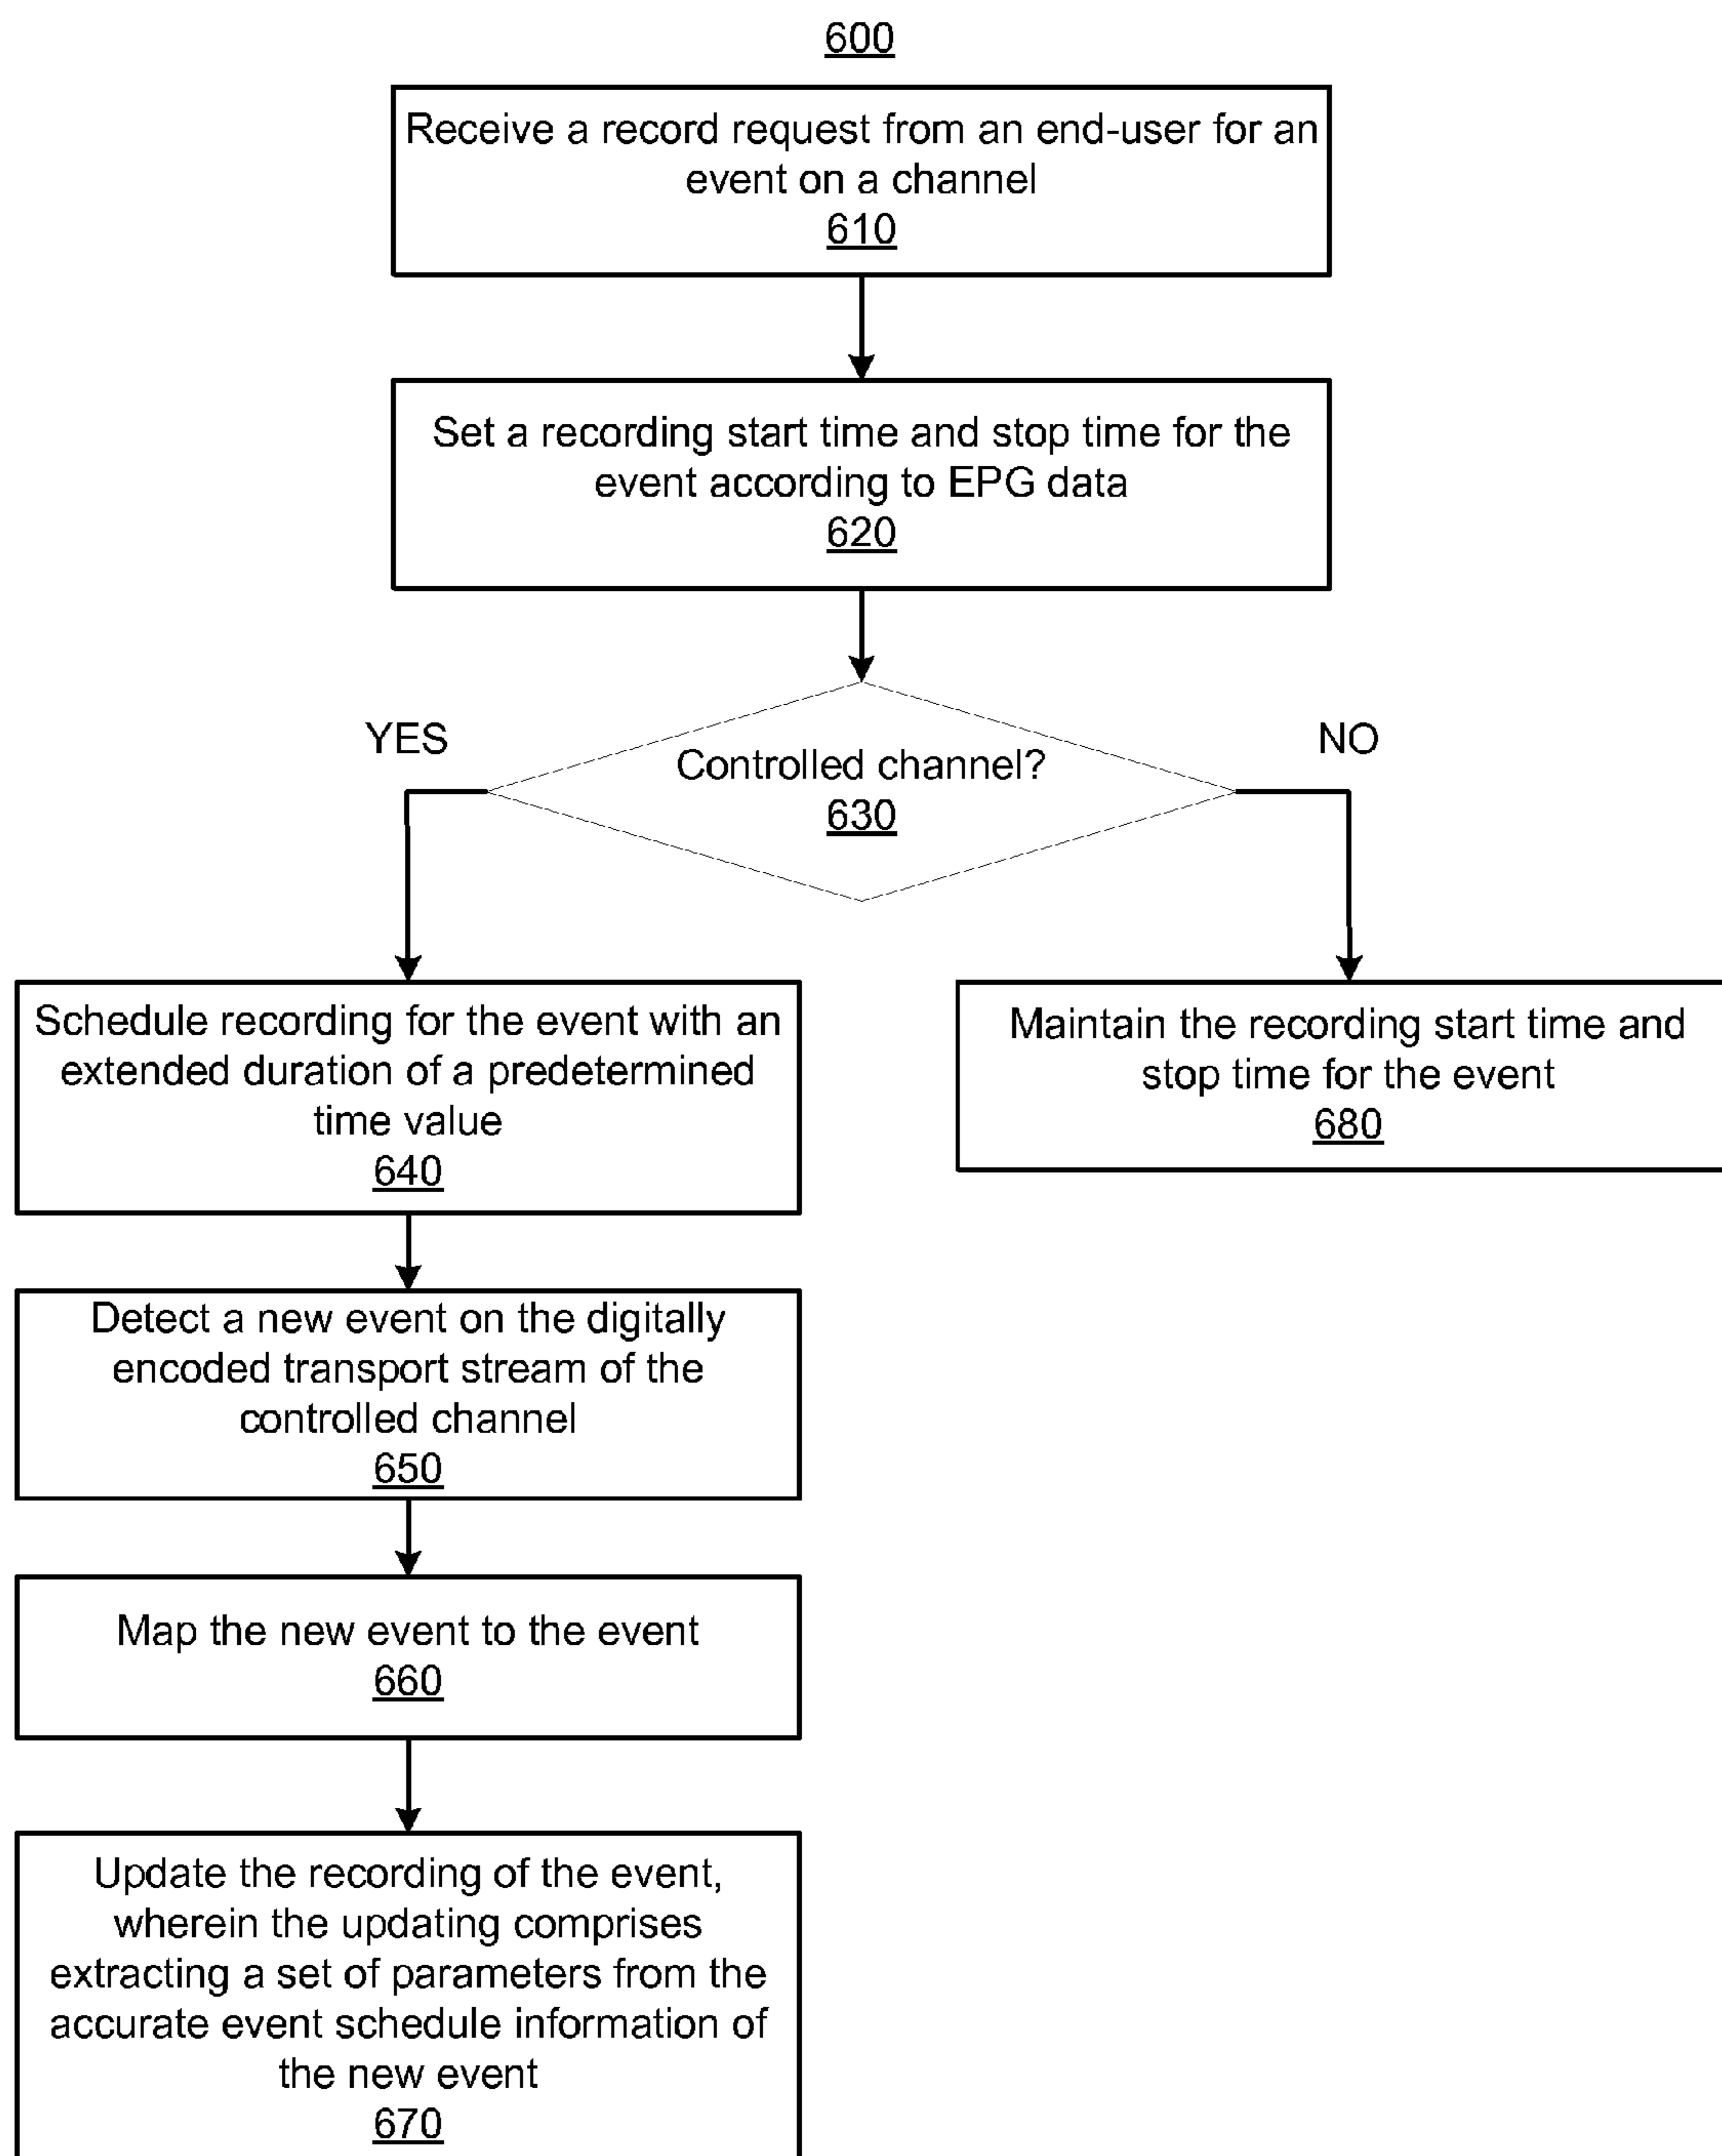 600
Receive a record request from an end-user for an
event on a channel
610
Set a recording start time and stop time for the
event according to EPG data
620
YES
NO
Controlled channel?
630
Schedule recording for the event with an
extended duration of a predetermined
time value
640
Maintain the recording start time and
stop time for the event
680
Detect a new event on the digitally
encoded transport stream of the
controlled channel
650
Map the new event to the event
660
Update the recording of the event,
wherein the updating comprises
extracting a set of parameters from the
accurate event schedule information of
the new event
670